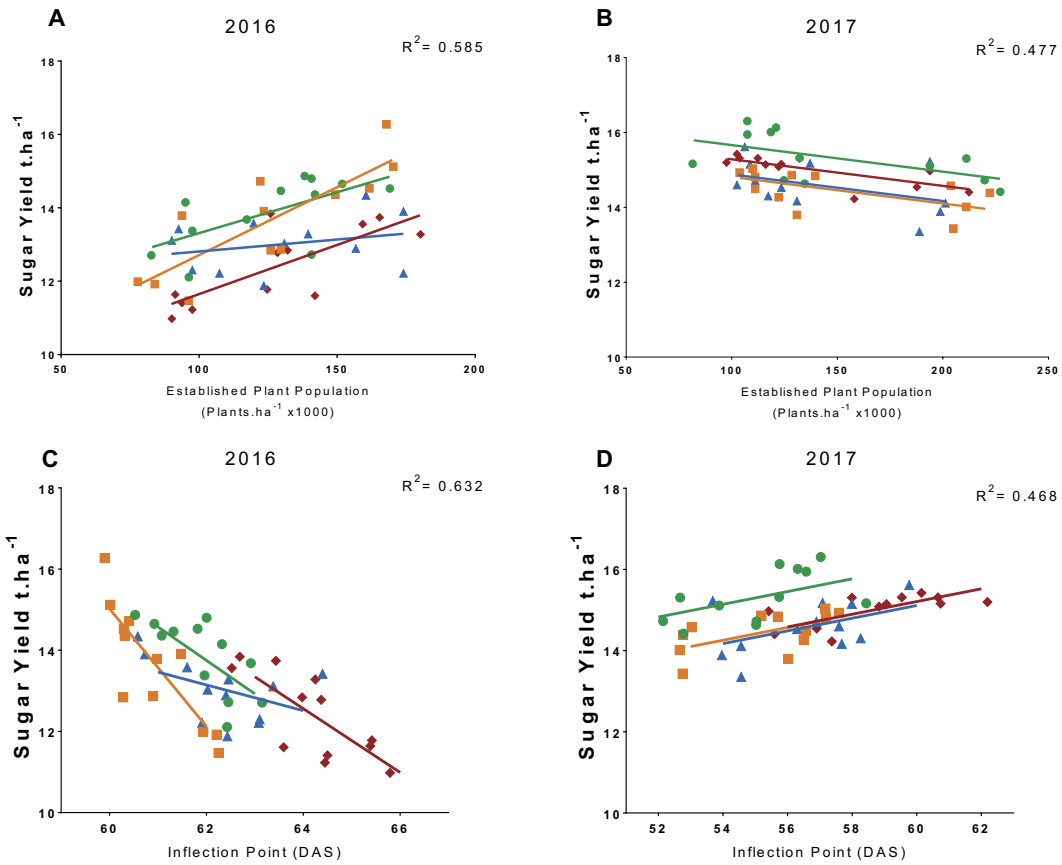 A
2016
R² = 0.585
Sugar Yield t.ha⁻¹
18
16
14
12
10
50
100
150
200
Established Plant Population
(Plants.ha⁻¹ x1000)
B
2017
R² = 0.477
Sugar Yield t.ha⁻¹
18
16
14
12
10
50
100
150
200
250
Established Plant Population
(Plants.ha⁻¹ x1000)
C
2016
R² = 0.632
Sugar Yield t.ha⁻¹
18
16
14
12
10
60
62
64
66
Inflection Point (DAS)
D
2017
R² = 0.468
Sugar Yield t.ha⁻¹
18
16
14
12
10
52
54
56
58
60
62
Inflection Point (DAS)